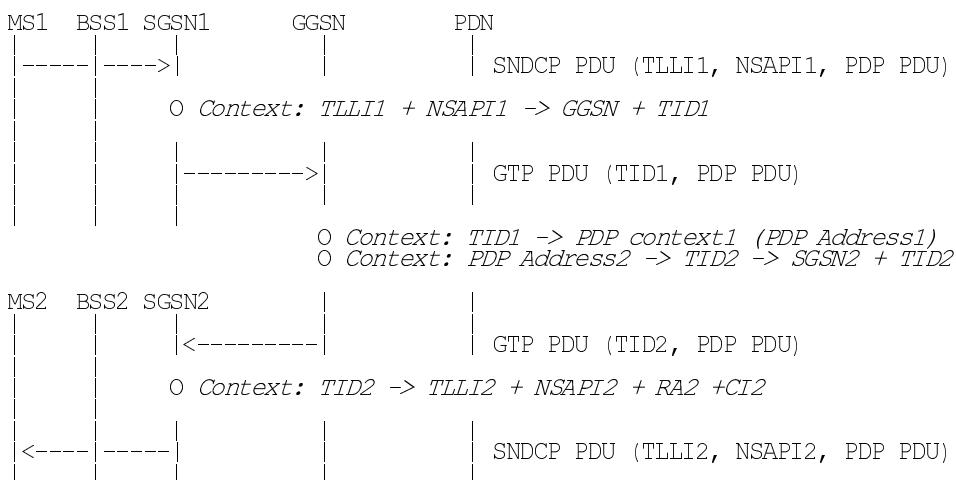 MS1 BSS1 SGSN1 GGSN PDN
SNDCP PDU (TLLI1, NSAPI1, PDP PDU)
O Context: TLLI1 + NSAPI1 -> GGSN + TID1
GTP PDU (TID1, PDP PDU)
O Context: TID1 -> PDP context1 (PDP Address1)
O Context: PDP Address2 -> TID2 -> SGSN2 + TID2
MS2 BSS2 SGSN2
GTP PDU (TID2, PDP PDU)
O Context: TID2 -> TLLI2 + NSAPI2 + RA2 +CI2
SNDCP PDU (TLLI2, NSAPI2, PDP PDU)